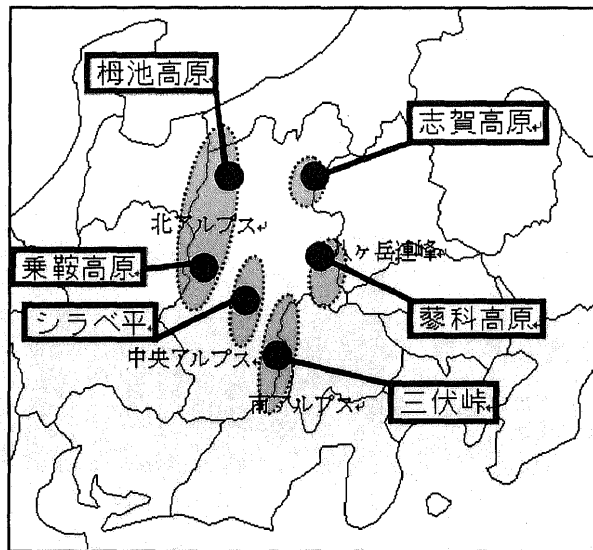 栂池高原
志賀高原
北アルプス
八ヶ岳連峰
乗鞍高原
シラベ平
蓼科高原
中央アルプス
南アルプス
三伏峠